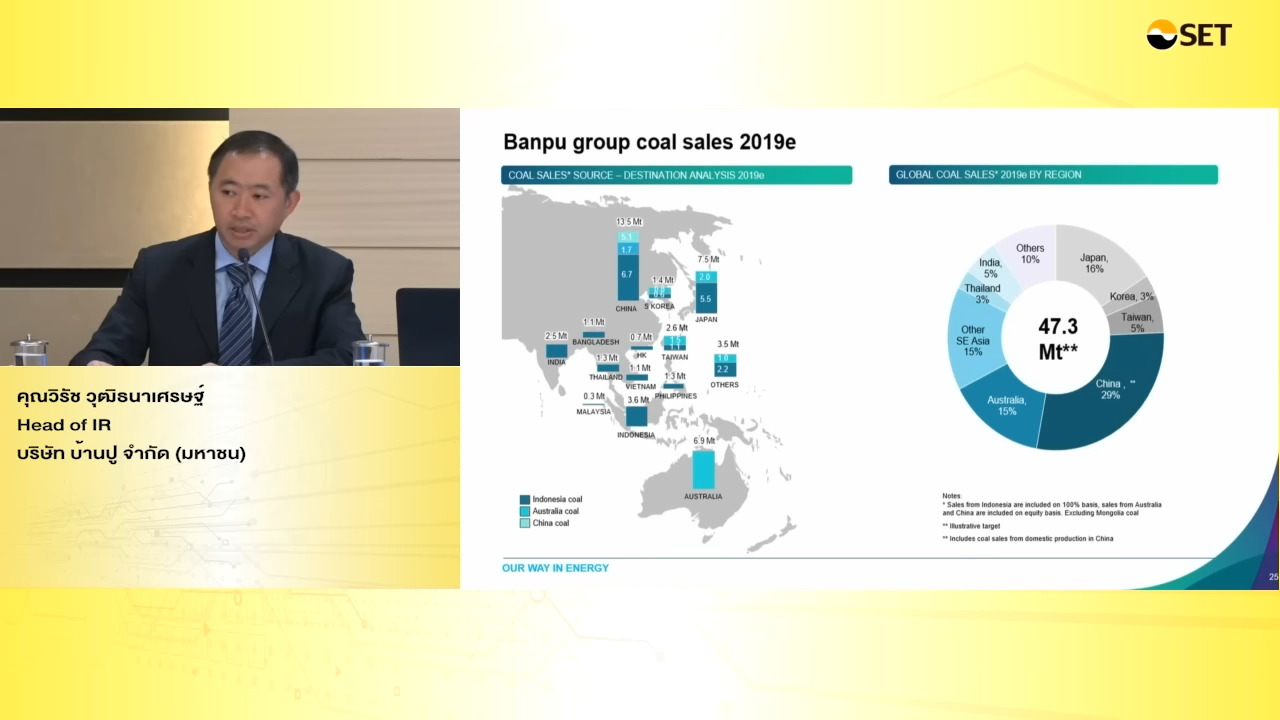 SET
Banpu group coal sales 2019e
COAL SALES* SOURCE – DESTINATION ANALYSIS 2019e
GLOBAL COAL SALES* 2019e BY REGION
13.5 Mt
5.1
1.7
6.7
CHINA
1.4 Mt
S KOREA
7.5 Mt
2.0
5.5
JAPAN
1.1 Mt
BANGLADESH
2.5 Mt
INDIA
0.7 Mt
HK
2.6 Mt
TAIWAN
1.3 Mt
THAILAND
1.1 Mt
VIETNAM
1.3 Mt
PHILIPPINES
3.5 Mt
1.0
2.2
OTHERS
0.3 Mt
MALAYSIA
3.6 Mt
INDONESIA
6.9 Mt
AUSTRALIA
Indonesia coal
Australia coal
China coal
Others
10%
Japan,
16%
Korea, 3%
Taiwan,
5%
China , **
29%
Australia,
15%
Other
SE Asia
15%
Thailand
3%
India,
5%
47.3
Mt**
Notes:
* Sales from Indonesia are included on 100% basis, sales from Australia
and China are included on equity basis. Excluding Mongolia coal
** Illustrative target
** Includes coal sales from domestic production in China
OUR WAY IN ENERGY
25
คุณวิรัช วุฒิธนาเศรษฐ์
Head of IR
บริษัท บ้านปู จำกัด (มหาชน)